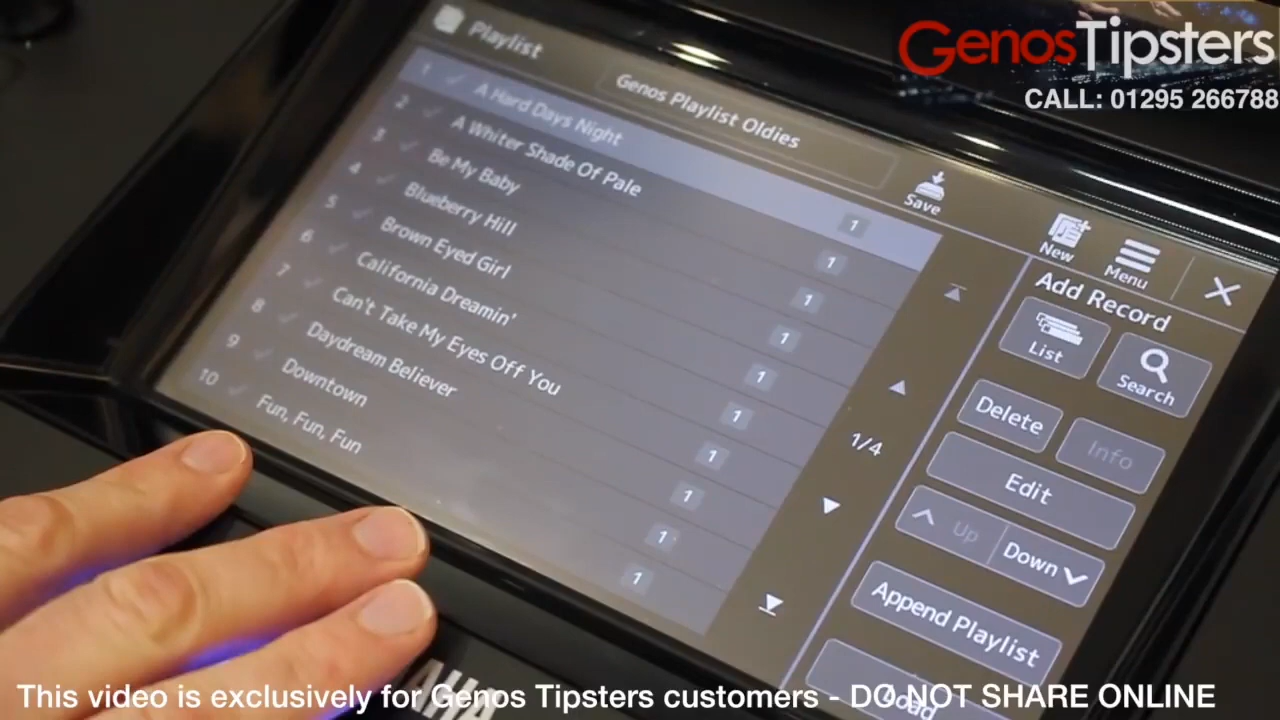 GenosTipsters
CALL: 01295 266788
Playlist
Genos Playlist Oldies
Save
New
Menu
1 A Hard Days Night 1
2 A Whiter Shade Of Pale 1
3 Be My Baby 1
4 Blueberry Hill 1
5 Brown Eyed Girl 1
6 California Dreamin' 1
7 Can't Take My Eyes Off You 1
8 Daydream Believer 1
9 Downtown 1
10 Fun, Fun, Fun 1
1/4
Add Record
List
Search
Delete
Info
Edit
Up
Down
Append Playlist
Load
AHA
This video is exclusively for Genos Tipsters customers - DO NOT SHARE ONLINE